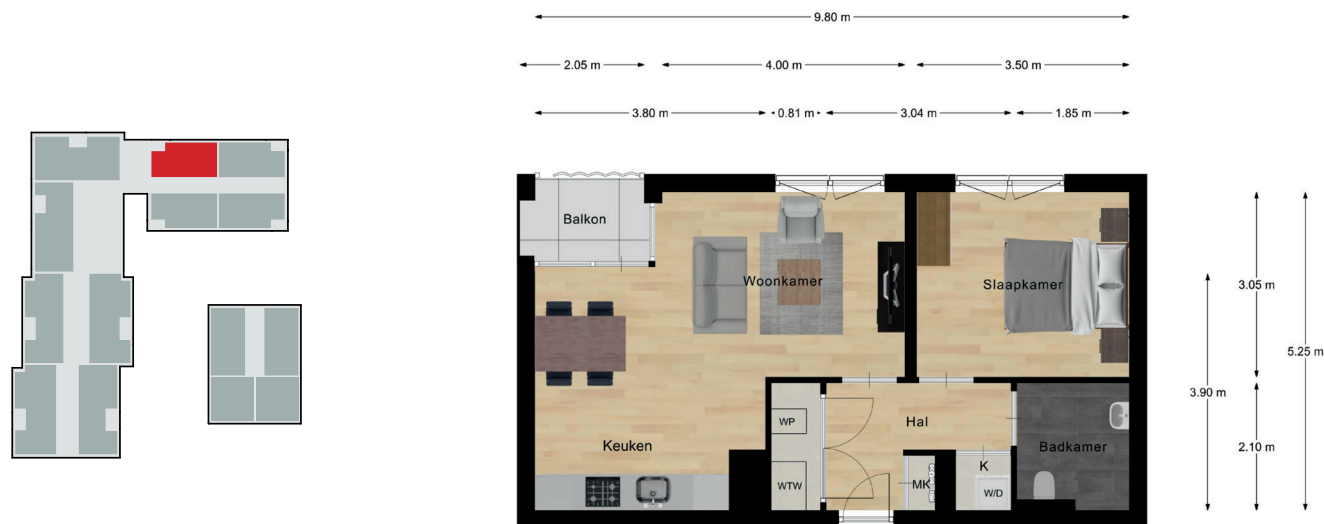 9.80 m
2.05 m
4.00 m
3.50 m
3.80 m
0.81 m
3.04 m
1.85 m
Balkon
Woonkamer
Slaapkamer
3.05 m
5.25 m
3.90 m
WP
Hal
Keuken
Badkamer
2.10 m
K
WTW
MK
W/D